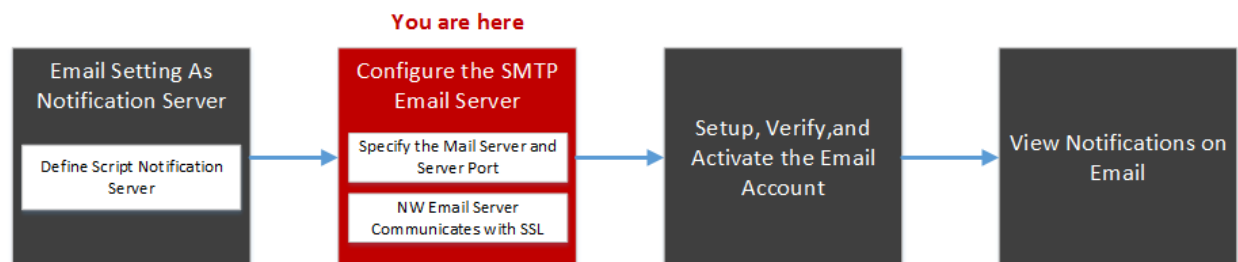 You are here
Email Setting As
Notification Server
Define Script Notification
Server
Configure the SMTP
Email Server
Specify the Mail Server and
Server Port
NW Email Server
Communicates with SSL
Setup, Verify,and
Activate the Email
Account
View Notifications on
Email